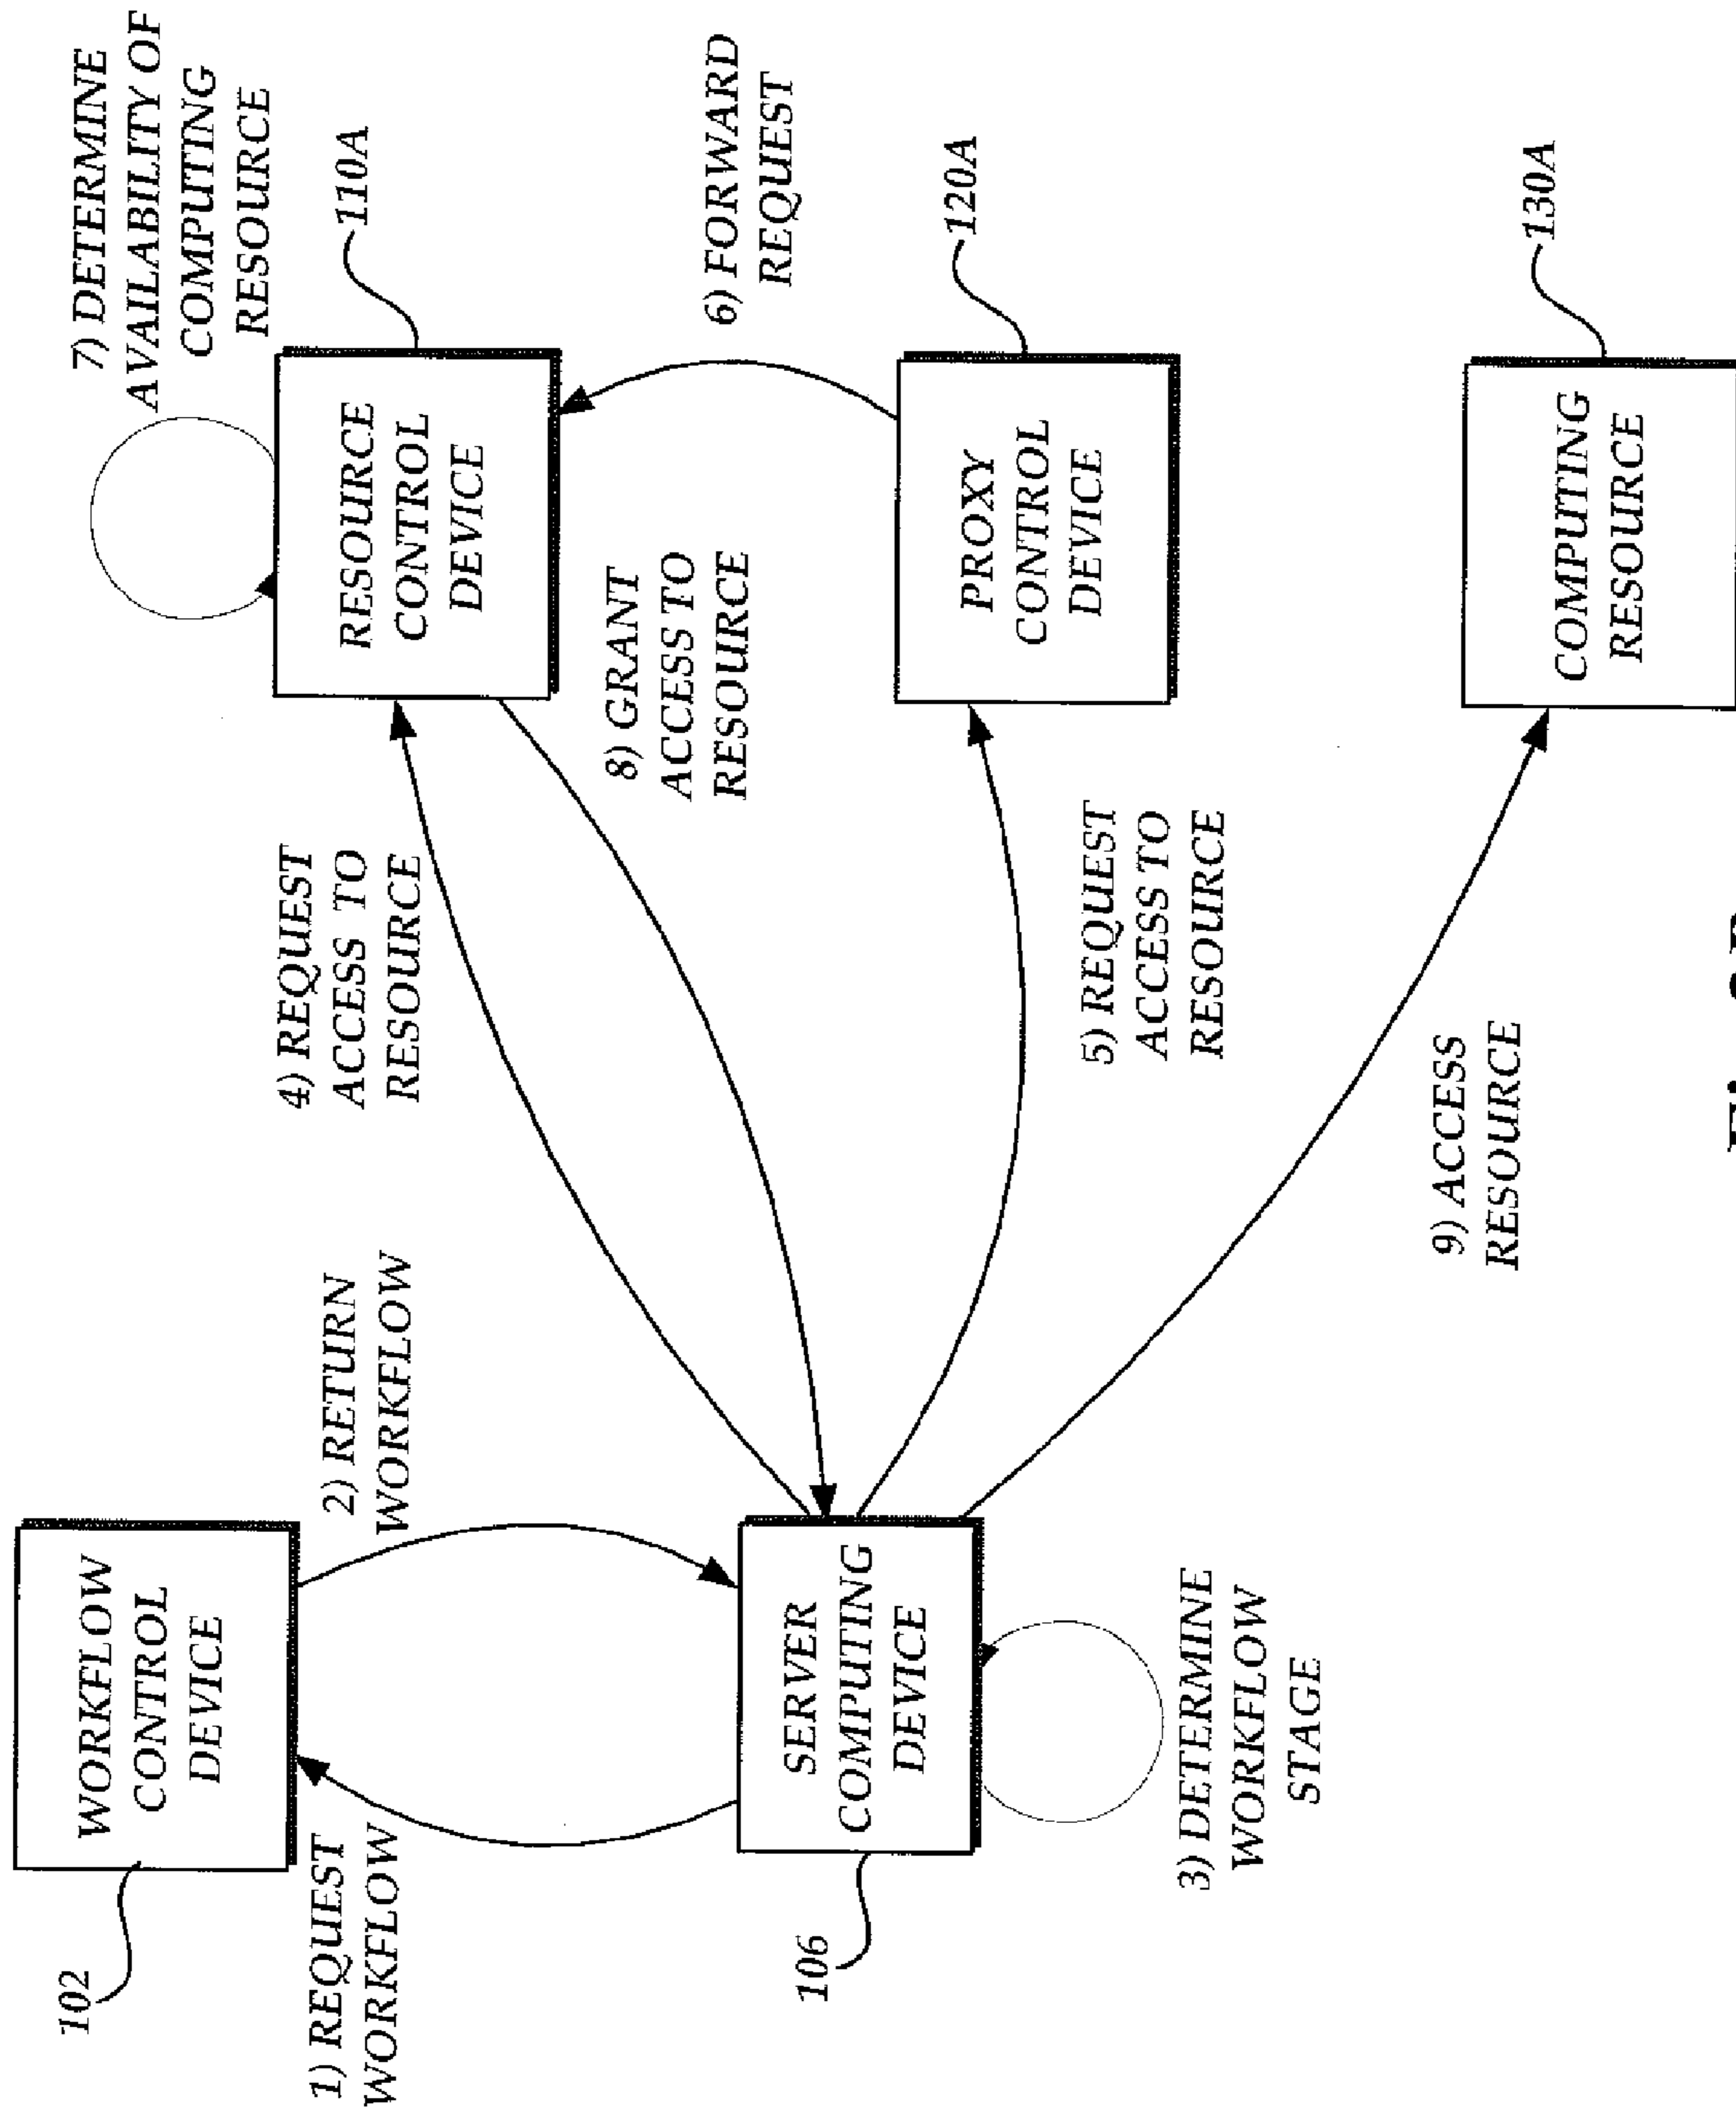 102
WORKFLOW
CONTROL
DEVICE
1) REQUEST
WORKFLOW
2) RETURN
WORKFLOW
106
SERVER
COMPUTING
DEVICE
3) DETERMINE
WORKFLOW
STAGE
4) REQUEST
ACCESS TO
RESOURCE
7) DETERMINE
AVAILABILITY OF
COMPUTING
RESOURCE
RESOURCE
CONTROL
DEVICE
110A
8) GRANT
ACCESS TO
RESOURCE
6) FORWARD
REQUEST
PROXY
CONTROL
DEVICE
120A
5) REQUEST
ACCESS TO
RESOURCE
9) ACCESS
RESOURCE
COMPUTING
RESOURCE
130A